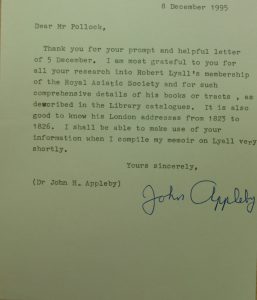 8 December 1995
Dear Mr Pollock,
Thank you for your prompt and helpful letter
of 5 December. I am most grateful to you for
all your research into Robert Lyall's membership
of the Royal Asiatic Society and for such
comprehensive details of his books or tracts , as
described in the Library catalogues. It is also
good to know his London addresses from 1823 to
1826. I shall be able to make use of your
information when I compile my memoir on Lyall very
shortly.
Yours sincerely,
(Dr John H. Appleby)
John Appleby